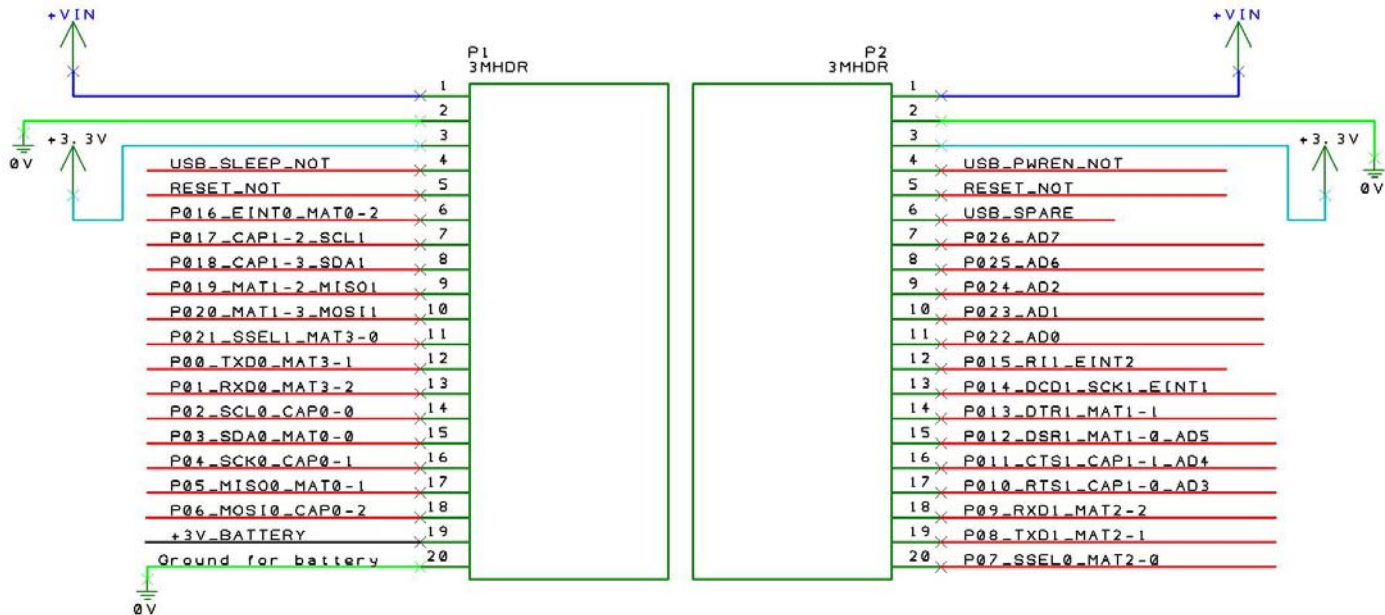 +VIN
+VIN
P1
3MHDR
P2
3MHDR
1
2
3
+3.3V
0V
USB_SLEEP_NOT 4
RESET_NOT 5
P016_EINT0_MAT0-2 6
P017_CAP1-2_SCL1 7
P018_CAP1-3_SDA1 8
P019_MAT1-2_MISO1 9
P020_MAT1-3_MOSI1 10
P021_SSEL1_MAT3-0 11
P00_TXD0_MAT3-1 12
P01_RXD0_MAT3-2 13
P02_SCL0_CAP0-0 14
P03_SDA0_MAT0-0 15
P04_SCK0_CAP0-1 16
P05_MISO0_MAT0-1 17
P06_MOSI0_CAP0-2 18
+3V_BATTERY 19
Ground for battery 20
0V
1
2
3
+3.3V
0V
4 USB_PWREN_NOT
5 RESET_NOT
6 USB_SPARE
7 P026_AD7
8 P025_AD6
9 P024_AD2
10 P023_AD1
11 P022_AD0
12 P015_RI1_EINT2
13 P014_DCD1_SCK1_EINT1
14 P013_DTR1_MAT1-1
15 P012_DSR1_MAT1-0_AD5
16 P011_CTS1_CAP1-1_AD4
17 P010_RTS1_CAP1-0_AD3
18 P09_RXD1_MAT2-2
19 P08_TXD1_MAT2-1
20 P07_SSEL0_MAT2-0